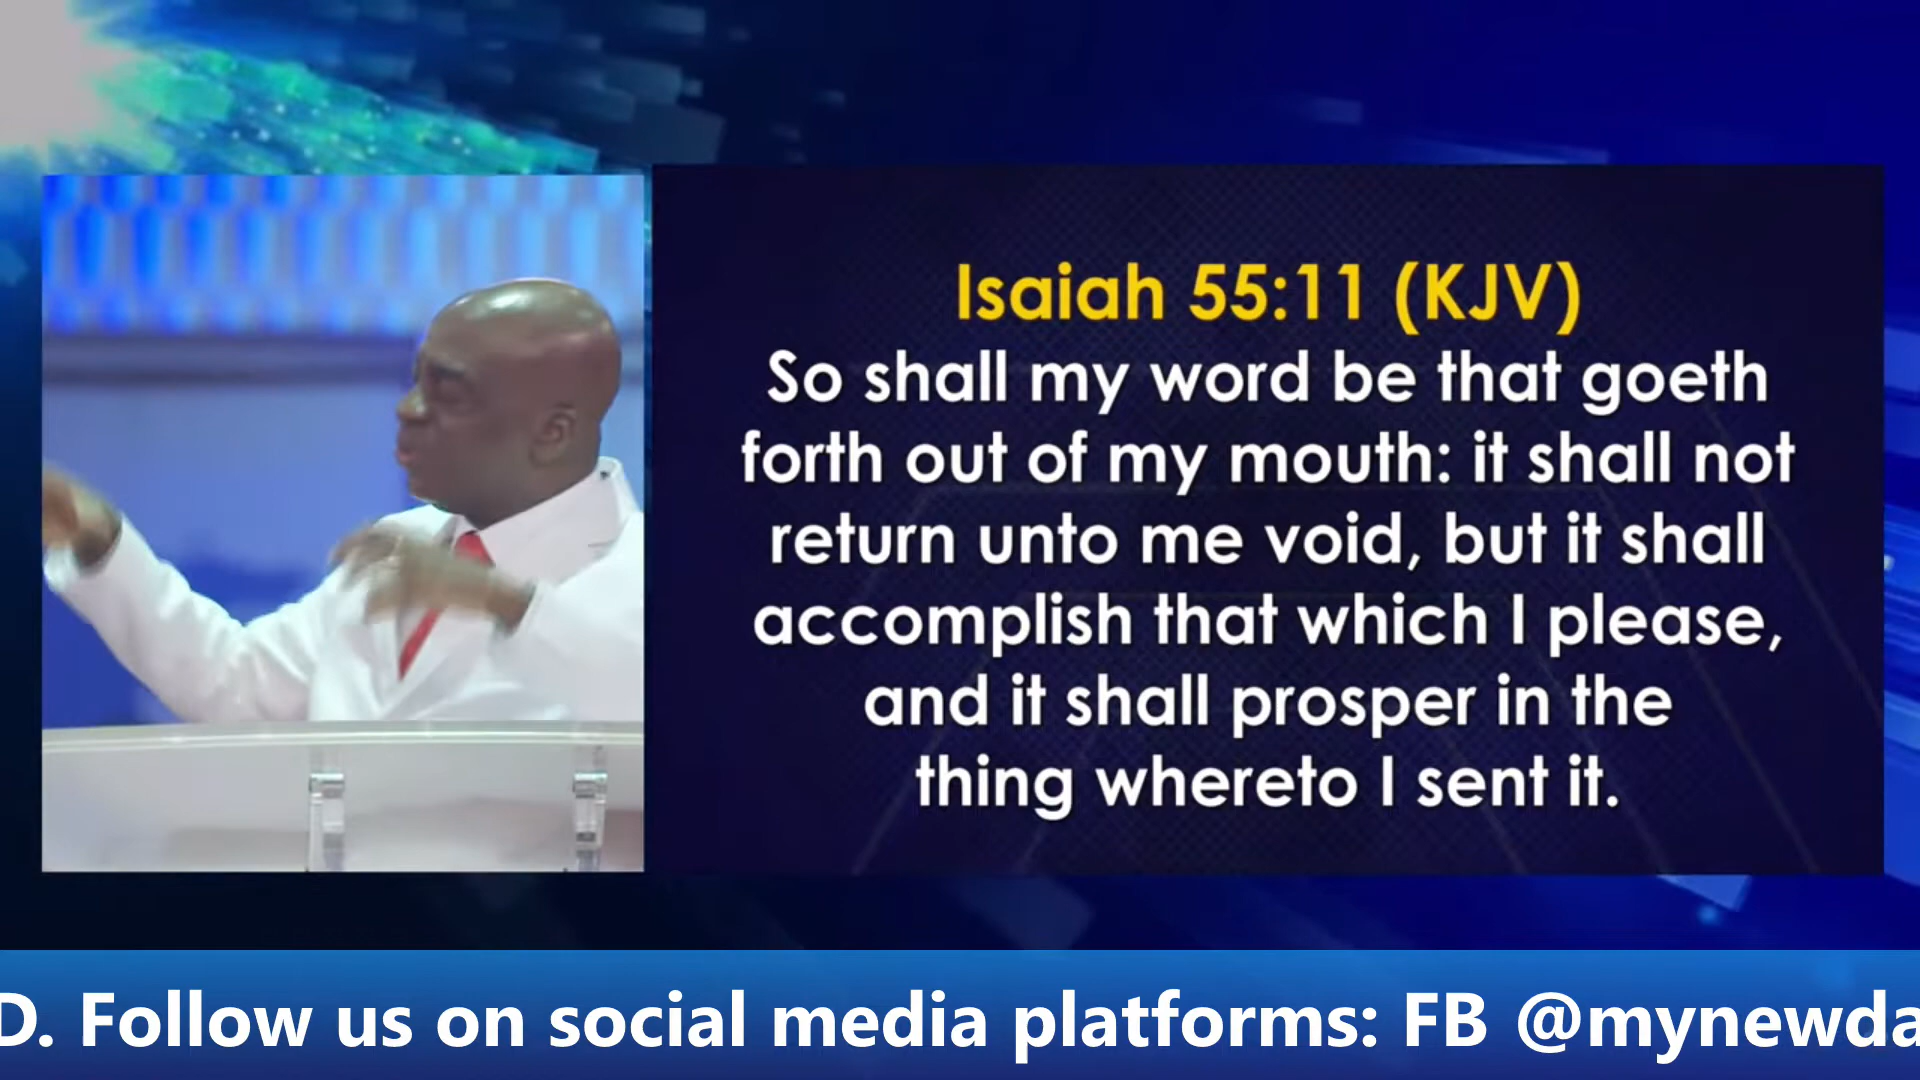 Isaiah 55:11 (KJV)
So shall my word be that goeth
forth out of my mouth: it shall not
return unto me void, but it shall
accomplish that which I please,
and it shall prosper in the
thing whereto I sent it.
D. Follow us on social media platforms: FB @mynewda